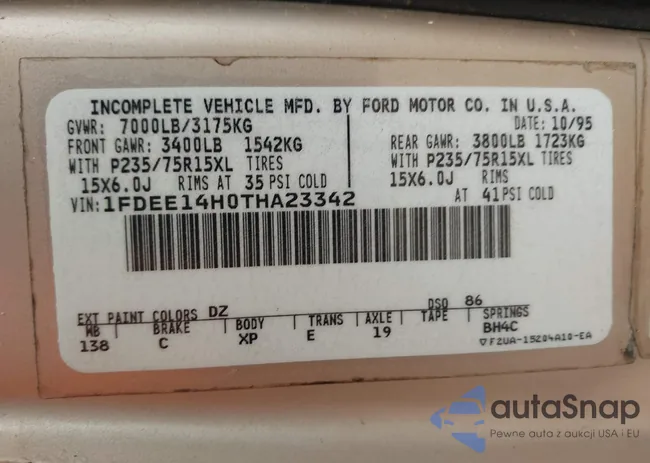 INCOMPLETE VEHICLE MFD. BY FORD MOTOR CO. IN U.S.A.
GVWR: 7000LB/3175KG DATE: 10/95
FRONT GAWR: 3400LB 1542KG REAR GAWR: 3800LB 1723KG
WITH P235/75R15XL TIRES WITH P235/75R15XL TIRES
15X6.0J RIMS AT 35 PSI COLD 15X6.0J RIMS
VIN: 1FDEE14H0THA23342 AT 41 PSI COLD
EXT PAINT COLORS DZ DSO 86
WB BRAKE BODY TRANS AXLE TAPE SPRINGS
138 C XP E 19 BH4C
▽ F2UA-15204A10-EA
autaSnap
Pewne auta z aukcji USA i EU